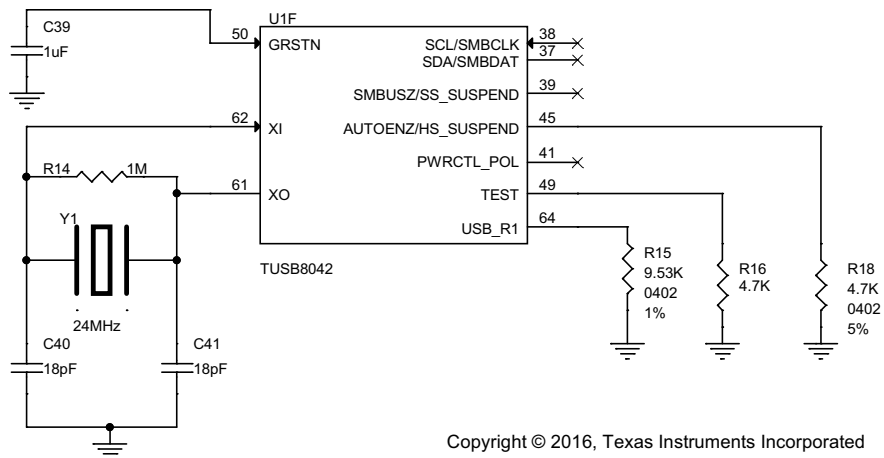 U1F
C39
1uF
50
GRSTN
SCL/SMBCLK
38
SDA/SMBDAT
37
SMBUSZ/SS_SUSPEND
39
62
XI
AUTOENZ/HS_SUSPEND
45
R14
1M
PWRCTL_POL
41
61
XO
TEST
49
Y1
USB_R1
64
TUSB8042
R15
9.53K
0402
1%
R16
4.7K
R18
4.7K
0402
5%
24MHz
C40
18pF
C41
18pF
Copyright © 2016, Texas Instruments Incorporated